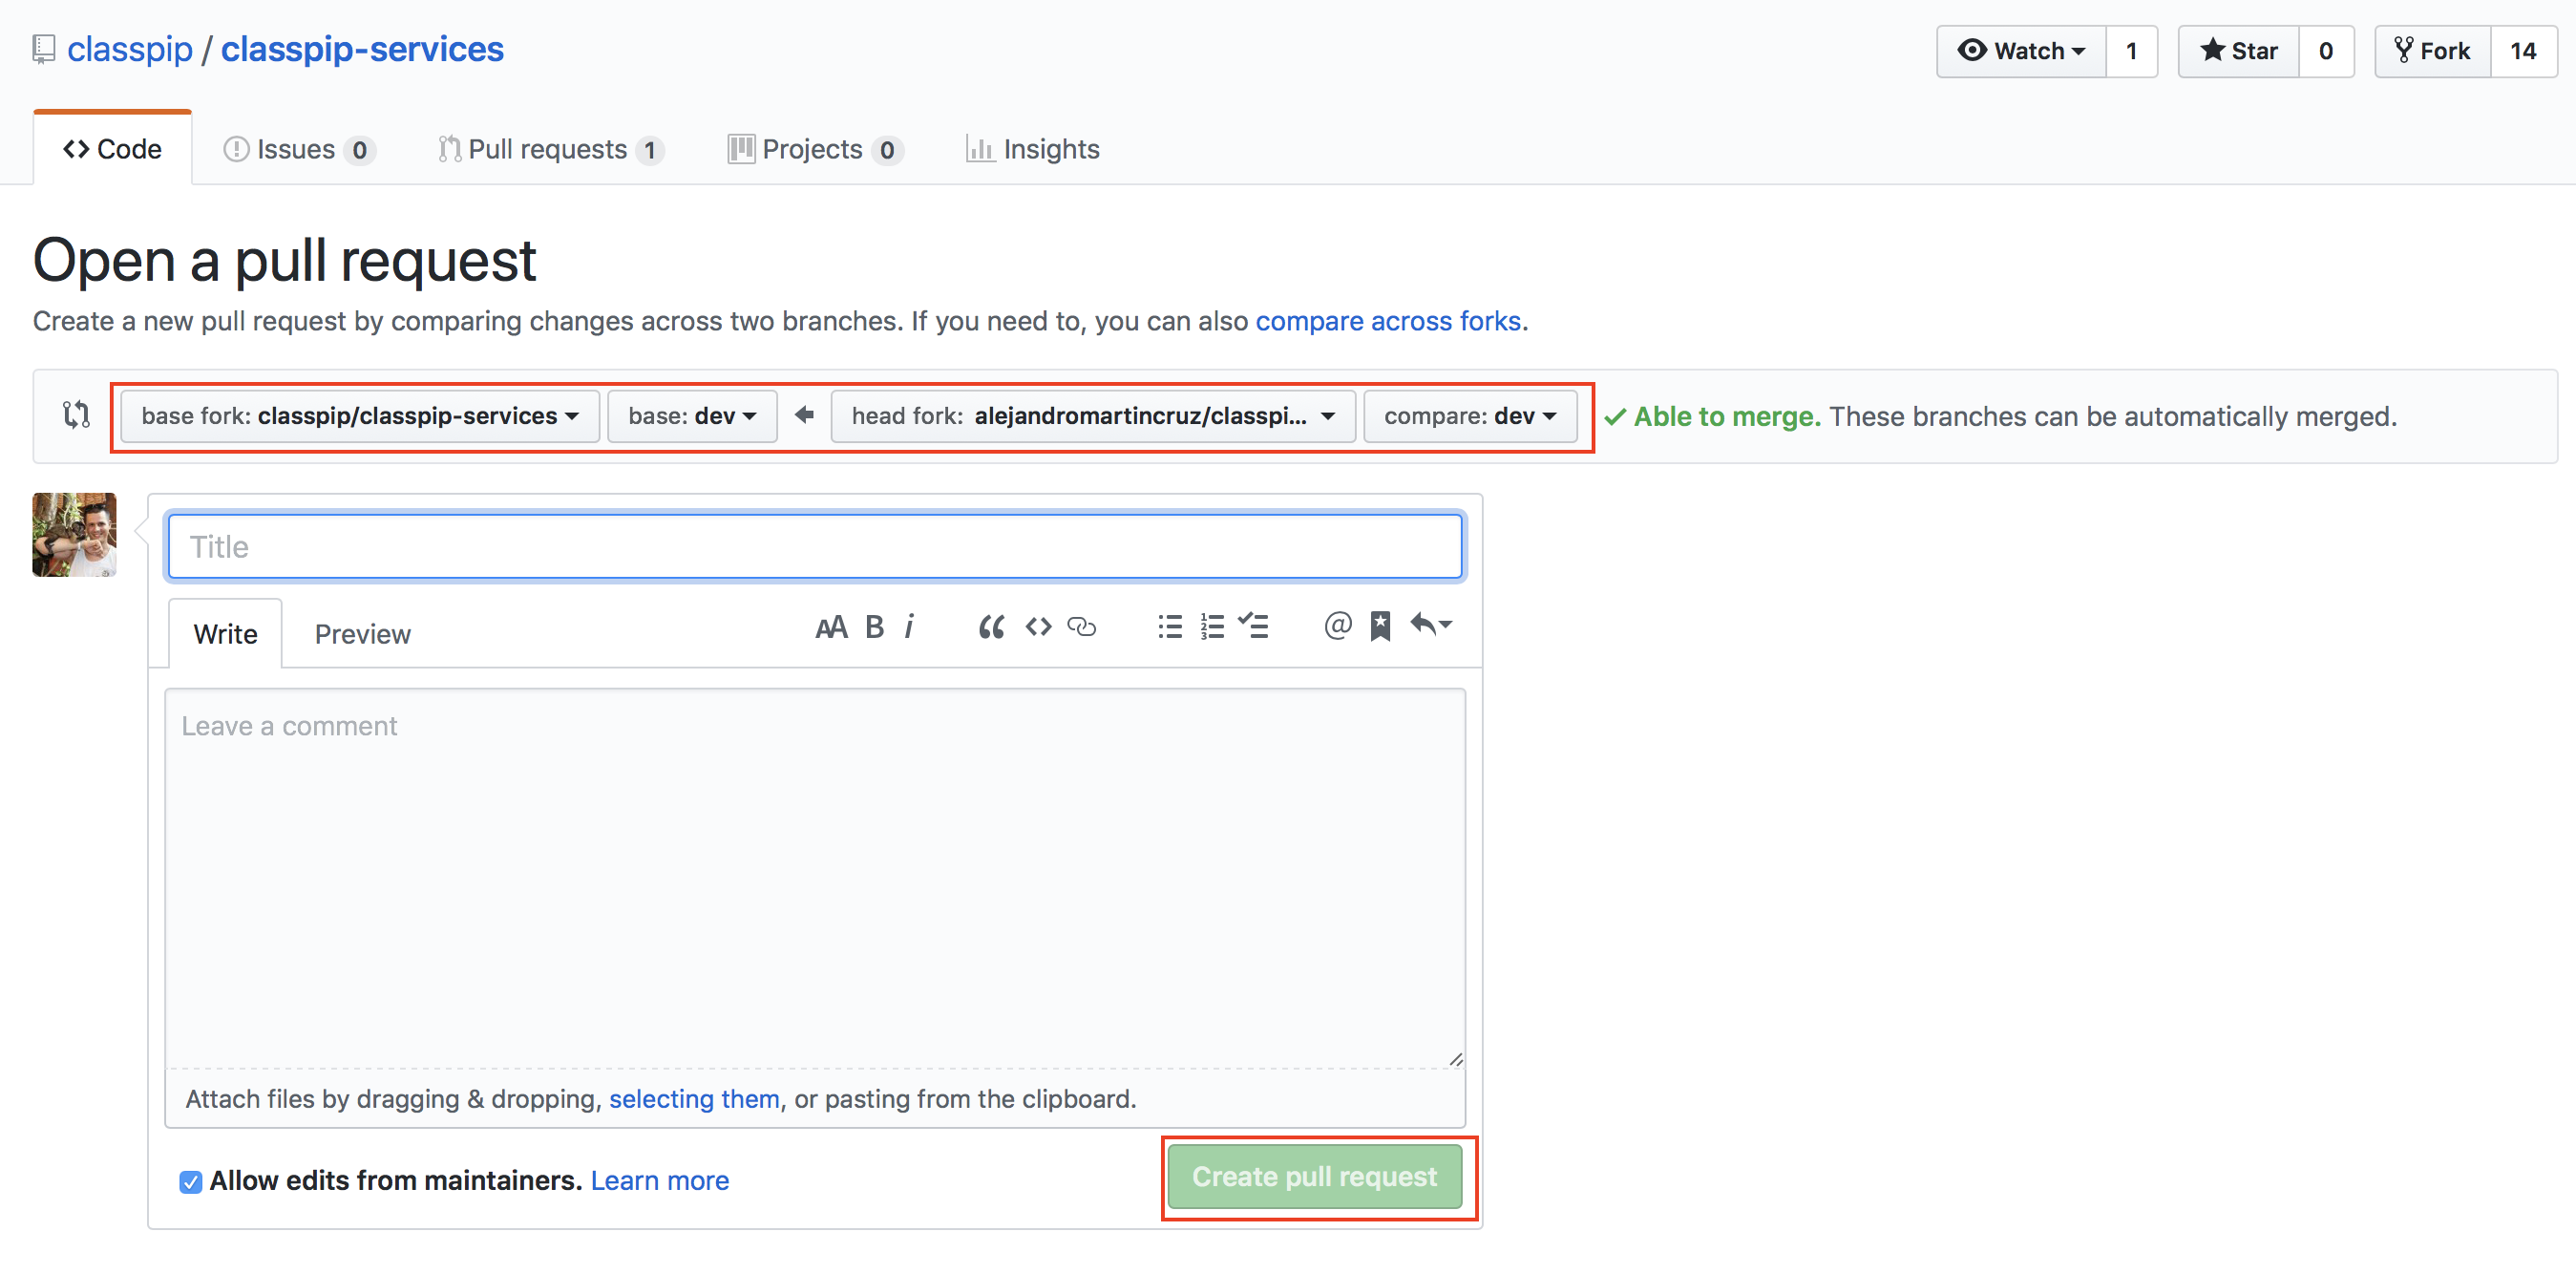 classpip / classpip-services
Watch 1 Star 0 Fork 14
Code Issues 0 Pull requests 1 Projects 0 Insights
Open a pull request
Create a new pull request by comparing changes across two branches. If you need to, you can also compare across forks.
base fork: classpip/classpip-services base: dev head fork: alejandromartincruz/classpi... compare: dev Able to merge. These branches can be automatically merged.
Title
Write Preview AA B i @
Leave a comment
Attach files by dragging & dropping, selecting them, or pasting from the clipboard.
Allow edits from maintainers. Learn more Create pull request